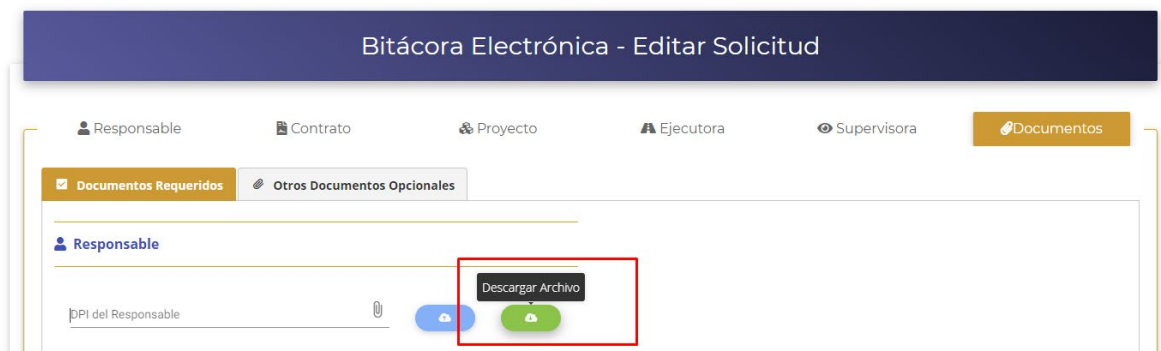 Bitácora Electrónica - Editar Solicitud
Responsable Contrato Proyecto Ejecutora Supervisora Documentos
Documentos Requeridos Otros Documentos Opcionales
Responsable
Descargar Archivo
DPI del Responsable